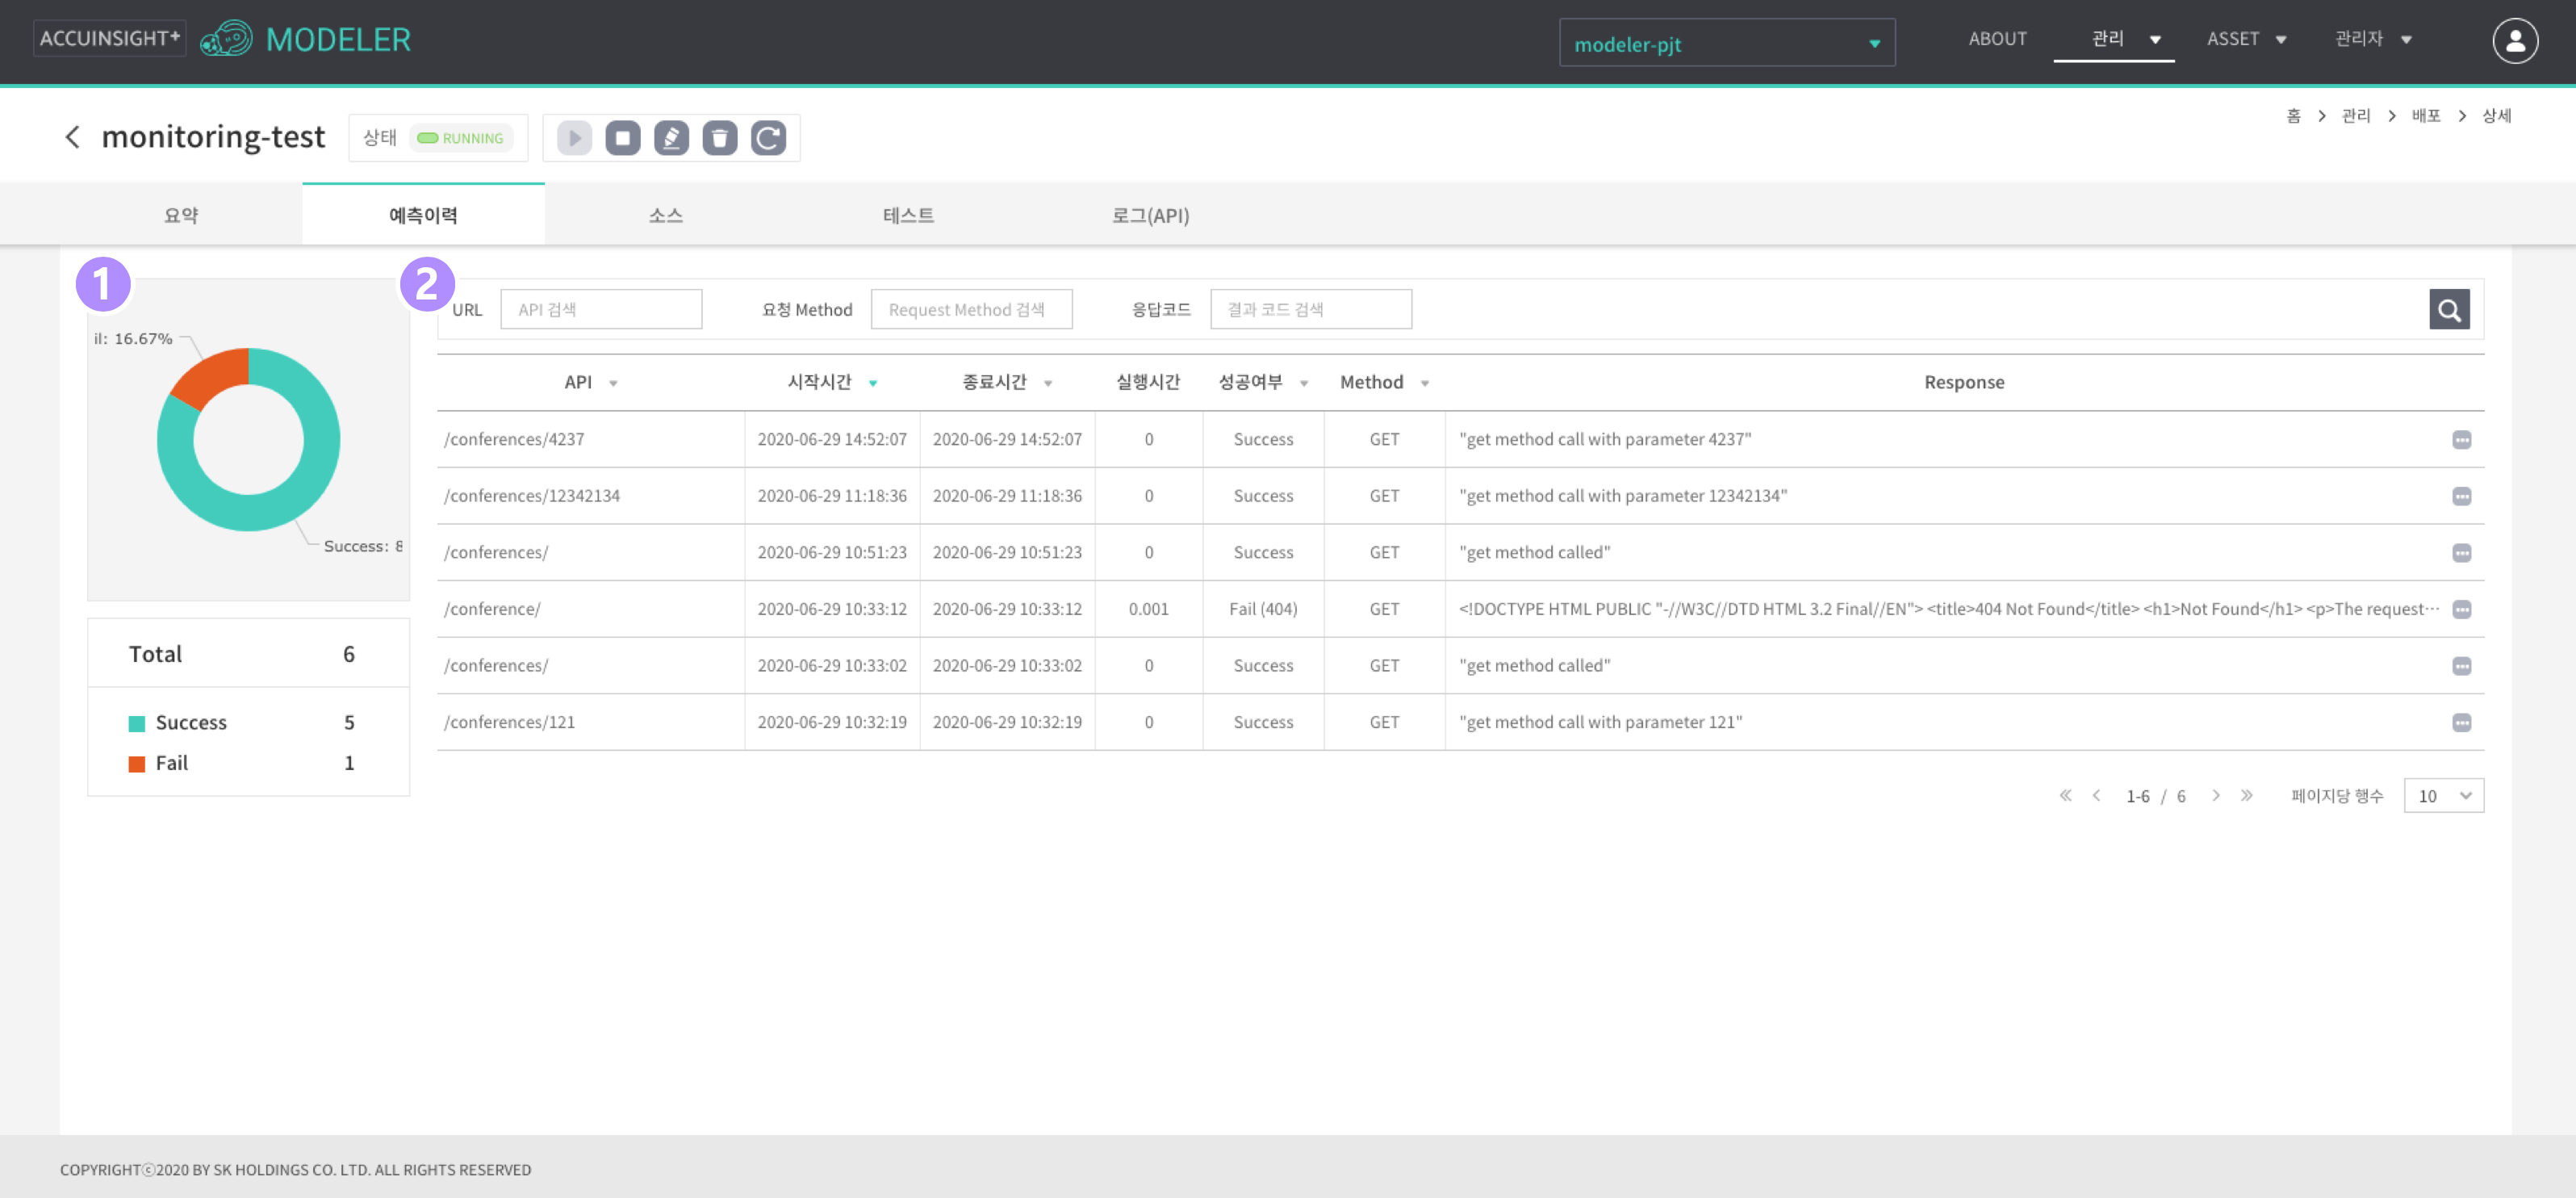 ACCUINSIGHT+ MODELER
modeler-pjt
ABOUT 관리 ASSET 관리자
홈 > 관리 > 배포 > 상세
monitoring-test 상태 RUNNING
요약 예측이력 소스 테스트 로그(API)
1
il: 16.67%
Success: 8
Total 6
Success 5
Fail 1
2
URL API 검색 요청 Method Request Method 검색 응답코드 결과 코드 검색
API 시작시간 종료시간 실행시간 성공여부 Method Response
/conferences/4237 2020-06-29 14:52:07 2020-06-29 14:52:07 0 Success GET "get method call with parameter 4237"
/conferences/12342134 2020-06-29 11:18:36 2020-06-29 11:18:36 0 Success GET "get method call with parameter 12342134"
/conferences/ 2020-06-29 10:51:23 2020-06-29 10:51:23 0 Success GET "get method called"
/conference/ 2020-06-29 10:33:12 2020-06-29 10:33:12 0.001 Fail (404) GET <!DOCTYPE HTML PUBLIC "-//W3C//DTD HTML 3.2 Final//EN"> <title>404 Not Found</title> <h1>Not Found</h1> <p>The request···
/conferences/ 2020-06-29 10:33:02 2020-06-29 10:33:02 0 Success GET "get method called"
/conferences/121 2020-06-29 10:32:19 2020-06-29 10:32:19 0 Success GET "get method call with parameter 121"
« < 1-6 / 6 > » 페이지당 행수 10
COPYRIGHTⓒ2020 BY SK HOLDINGS CO. LTD. ALL RIGHTS RESERVED